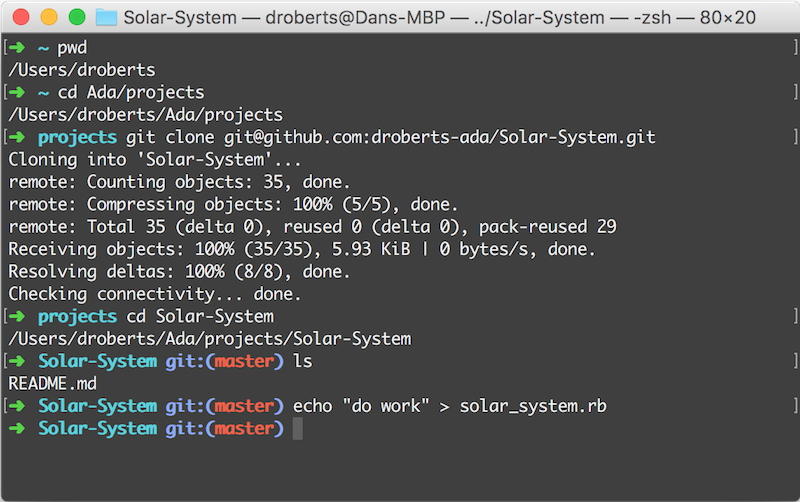 Solar-System — droberts@Dans-MBP — ../Solar-System — -zsh — 80×20
[➜ ~ pwd ]
/Users/droberts
[➜ ~ cd Ada/projects ]
/Users/droberts/Ada/projects
[➜ projects git clone git@github.com:droberts-ada/Solar-System.git ]
Cloning into 'Solar-System'...
remote: Counting objects: 35, done.
remote: Compressing objects: 100% (5/5), done.
remote: Total 35 (delta 0), reused 0 (delta 0), pack-reused 29
Receiving objects: 100% (35/35), 5.93 KiB | 0 bytes/s, done.
Resolving deltas: 100% (8/8), done.
Checking connectivity... done.
[➜ projects cd Solar-System ]
/Users/droberts/Ada/projects/Solar-System
[➜ Solar-System git:(master) ls ]
README.md
[➜ Solar-System git:(master) echo "do work" > solar_system.rb ]
➜ Solar-System git:(master)